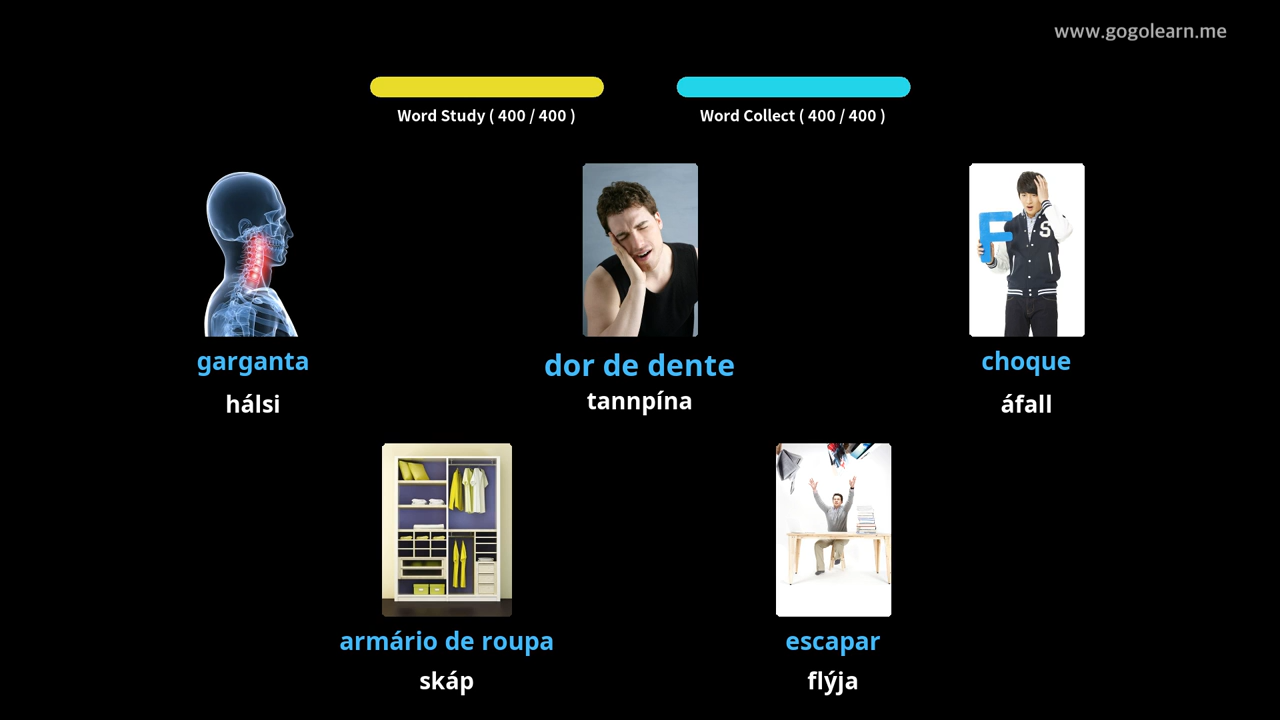 www.gogolearn.me
Word Study ( 400 / 400 )
Word Collect ( 400 / 400 )
F
S
garganta
dor de dente
choque
hálsi
tannpína
áfall
armário de roupa
escapar
skáp
flýja